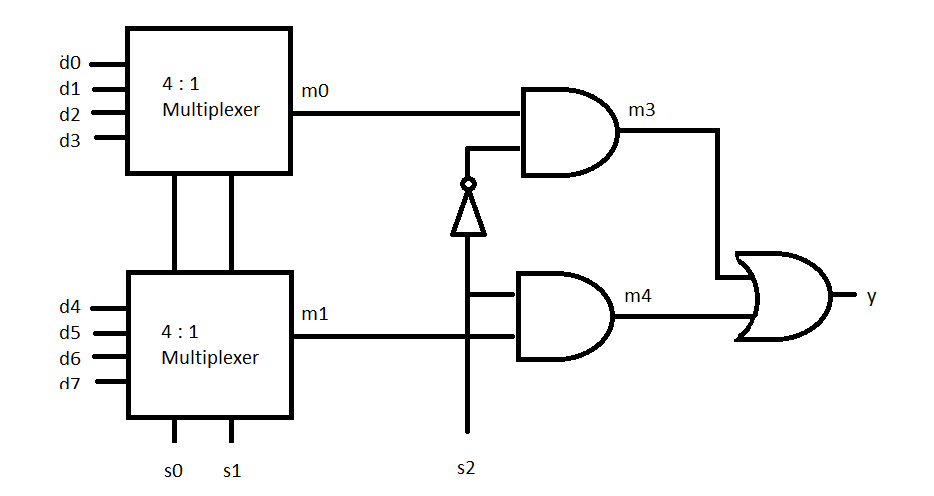 d0
d1
d2
d3
4 : 1
Multiplexer
m0
m3
d4
d5
d6
d7
4 : 1
Multiplexer
m1
m4
y
s0
s1
s2